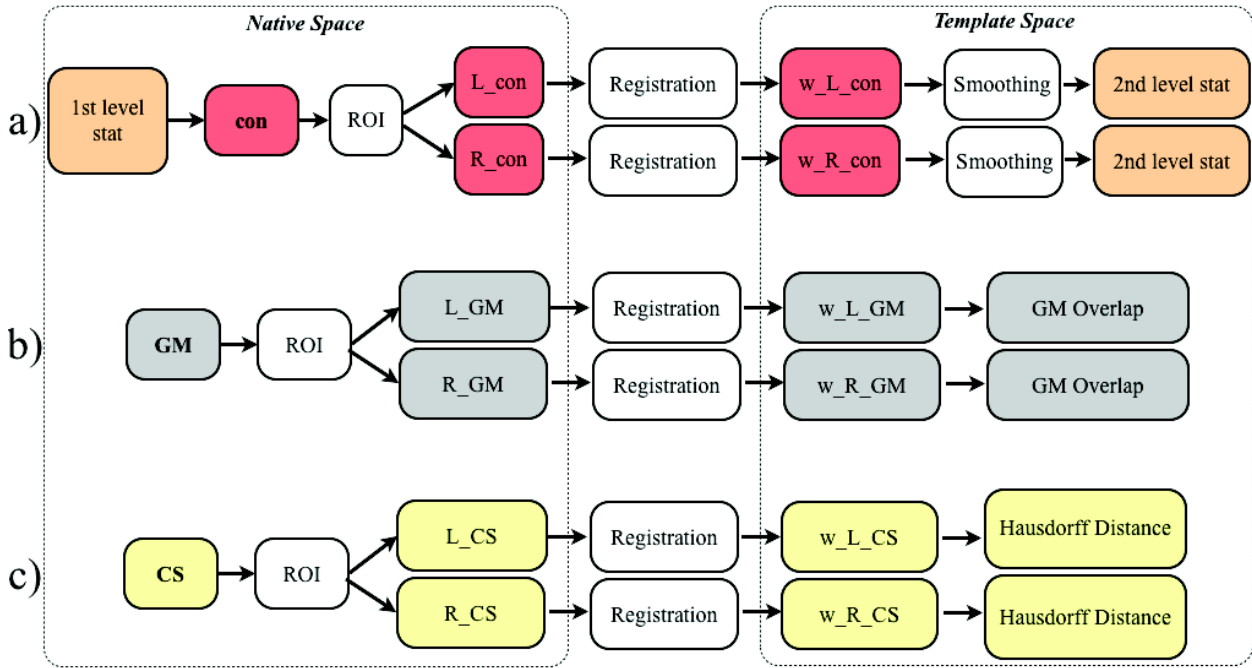 Native Space
Template Space
a)
1st level
stat
con
ROI
L_con
Registration
w_L_con
Smoothing
2nd level stat
R_con
Registration
w_R_con
Smoothing
2nd level stat
b)
GM
ROI
L_GM
Registration
w_L_GM
GM Overlap
R_GM
Registration
w_R_GM
GM Overlap
c)
CS
ROI
L_CS
Registration
w_L_CS
Hausdorff Distance
R_CS
Registration
w_R_CS
Hausdorff Distance